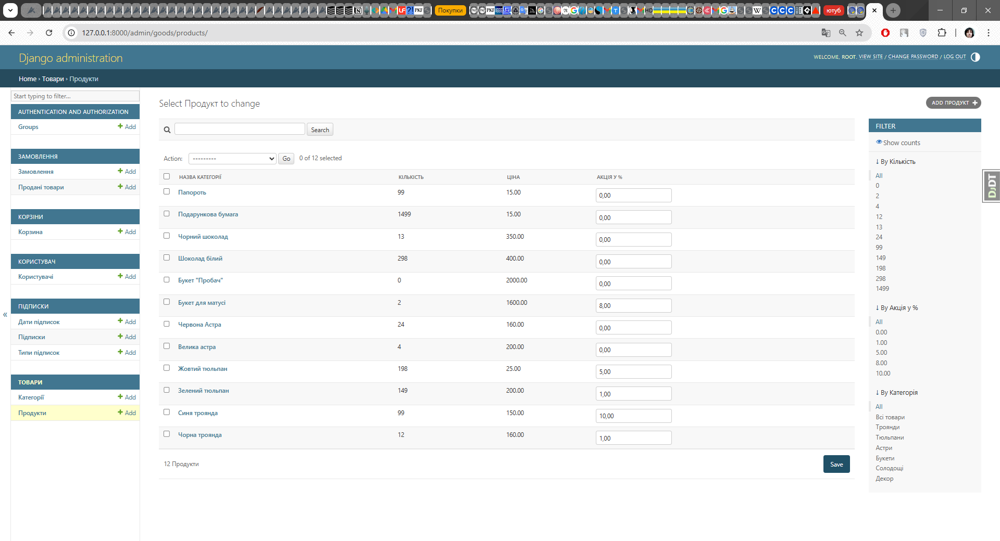 LF
?!
PKF
Покупки
PKF
IEEE
T
HD
W
C C C
ютуб
127.0.0.1:8000/admin/goods/products/
Django administration
WELCOME, ROOT. VIEW SITE / CHANGE PASSWORD / LOG OUT
Home › Товари › Продукти
Start typing to filter...
AUTHENTICATION AND AUTHORIZATION
Groups + Add
ЗАМОВЛЕННЯ
Замовлення + Add
Продані товари + Add
КОРЗІНИ
Корзина + Add
КОРИСТУВАЧ
Користувачі + Add
ПІДПИСКИ
Дати підписок + Add
Підписки + Add
Типи підписок + Add
ТОВАРИ
Категорії + Add
Продукти + Add
«
Select Продукт to change
ADD ПРОДУКТ +
Search
Action: --------- Go 0 of 12 selected
НАЗВА КАТЕГОРІЇ КІЛЬКІСТЬ ЦІНА АКЦІЯ У %
Папороть 99 15.00 0,00
Подарункова бумага 1499 15.00 0,00
Чорний шоколад 13 350.00 0,00
Шоколад білий 298 400.00 0,00
Букет "Пробач" 0 2000.00 0,00
Букет для матусі 2 1600.00 8,00
Червона Астра 24 160.00 0,00
Велика астра 4 200.00 0,00
Жовтий тюльпан 198 25.00 5,00
Зелений тюльпан 149 200.00 1,00
Синя троянда 99 150.00 10,00
Чорна троянда 12 160.00 1,00
12 Продукти
Save
FILTER
Show counts
↓ By Кількість
All
0
2
4
12
13
24
99
149
198
298
1499
↓ By Акція у %
All
0.00
1.00
5.00
8.00
10.00
↓ By Категорія
All
Всі товари
Троянди
Тюльпани
Астри
Букети
Солодощі
Декор
DJDT